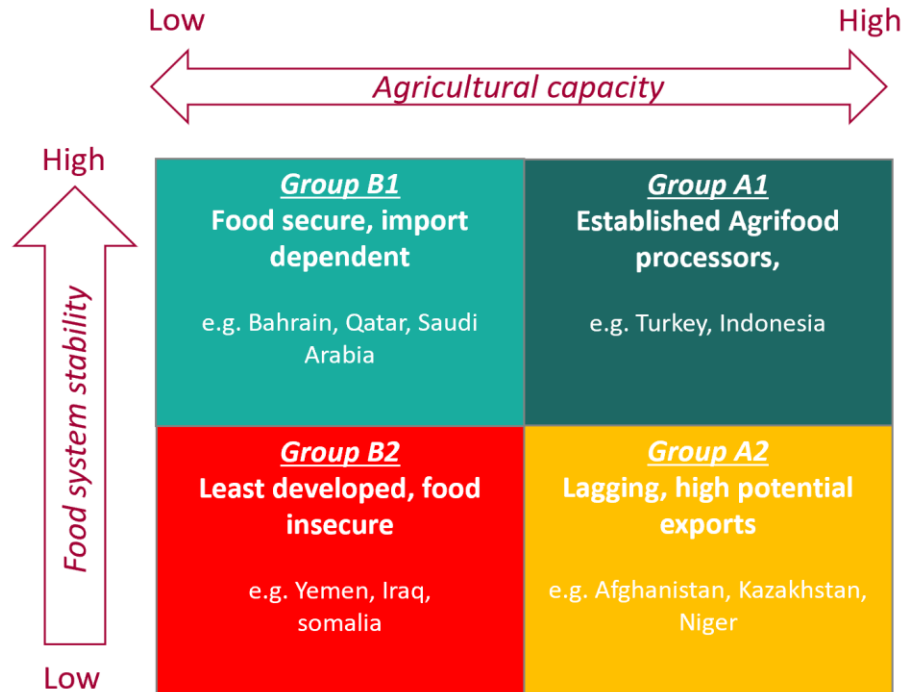 Low
High
Agricultural capacity
High
Food system stability
Low
Group B1
Food secure, import
dependent
e.g. Bahrain, Qatar, Saudi
Arabia
Group A1
Established Agrifood
processors,
e.g. Turkey, Indonesia
Group B2
Least developed, food
insecure
e.g. Yemen, Iraq,
somalia
Group A2
Lagging, high potential
exports
e.g. Afghanistan, Kazakhstan,
Niger